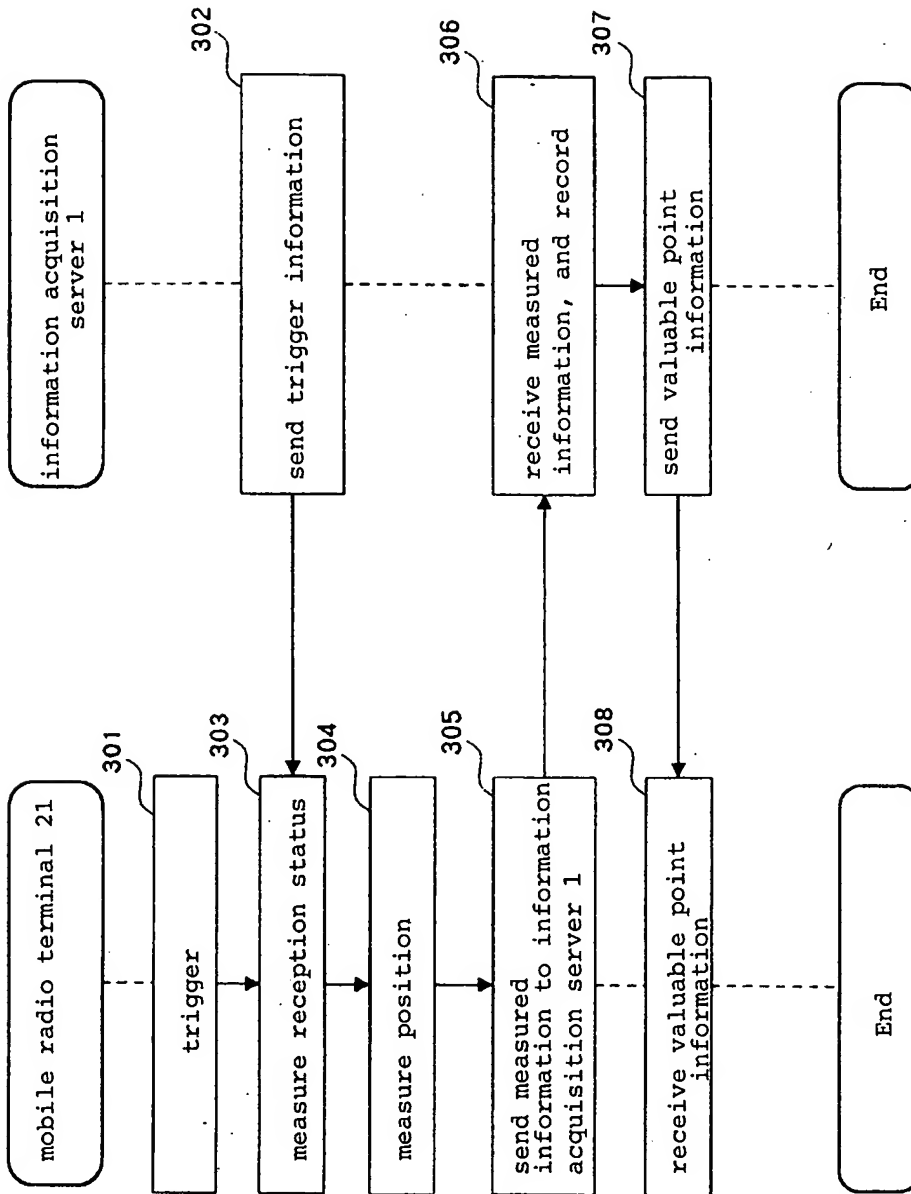 mobile radio terminal 21
information acquisition
server 1
301
trigger
302
send trigger information
303
measure reception status
304
measure position
305
send measured
information to information
acquisition server 1
306
receive measured
information, and record
307
send valuable point
information
308
receive valuable point
information
End
End